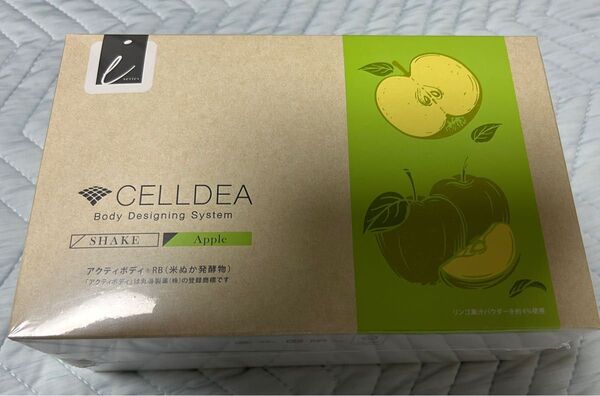 i
series
CELLDEA
Body Designing System
SHAKE
Apple
アクティボディ®RB(米ぬか発酵物)
「アクティボディ」は丸善製薬(株)の登録商標です
リンゴ果汁パウダーを約4%使用